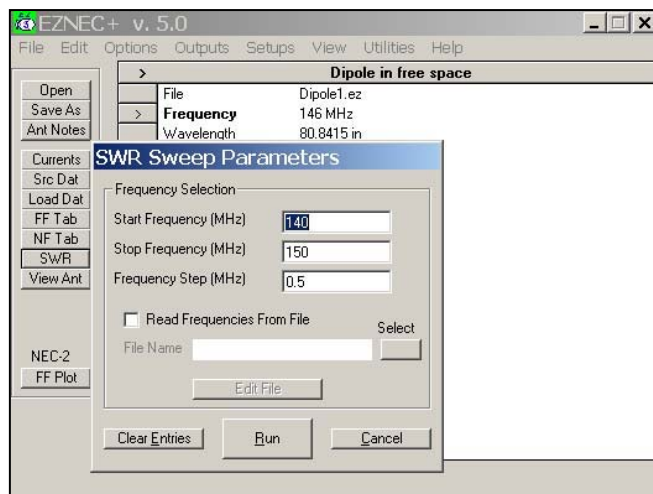 EZNEC+ v. 5.0
File Edit Options Outputs Setups View Utilities Help
> Dipole in free space
Open
Save As
Ant Notes
Currents
Src Dat
Load Dat
FF Tab
NF Tab
SWR
View Ant
NEC-2
FF Plot
File Dipole1.ez
> Frequency 146 MHz
Wavelength 80.8415 in
SWR Sweep Parameters
Frequency Selection
Start Frequency (MHz) 140
Stop Frequency (MHz) 150
Frequency Step (MHz) 0.5
Read Frequencies From File
Select
File Name
Edit File
Clear Entries Run Cancel